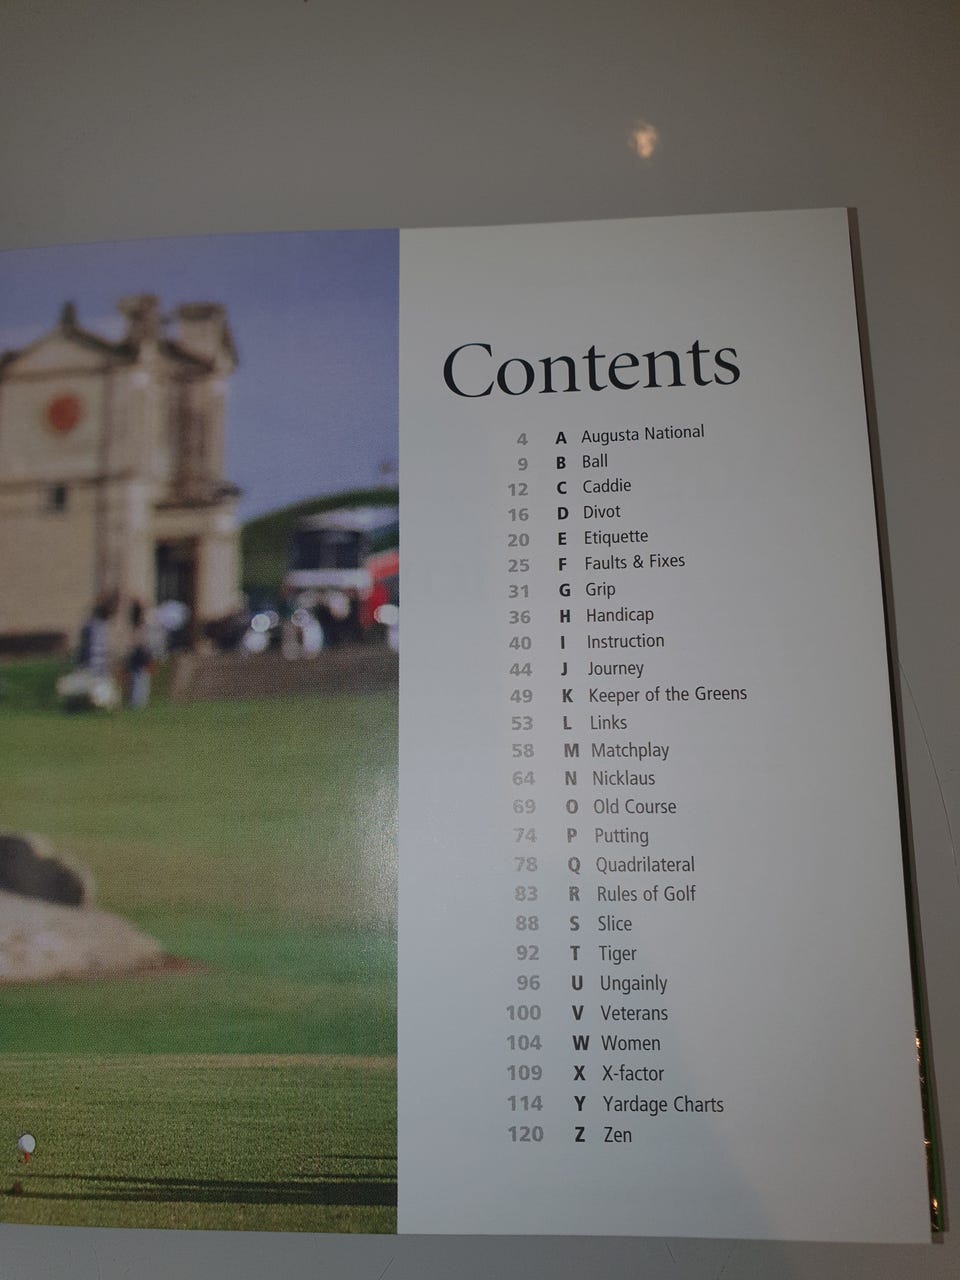 Contents
4 A Augusta National
9 B Ball
12 C Caddie
16 D Divot
20 E Etiquette
25 F Faults & Fixes
31 G Grip
36 H Handicap
40 I Instruction
44 J Journey
49 K Keeper of the Greens
53 L Links
58 M Matchplay
64 N Nicklaus
69 O Old Course
74 P Putting
78 Q Quadrilateral
83 R Rules of Golf
88 S Slice
92 T Tiger
96 U Ungainly
100 V Veterans
104 W Women
109 X X-factor
114 Y Yardage Charts
120 Z Zen